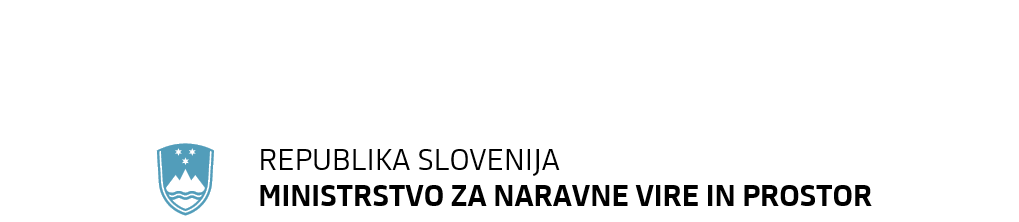 REPUBLIKA SLOVENIJA
MINISTRSTVO ZA NARAVNE VIRE IN PROSTOR